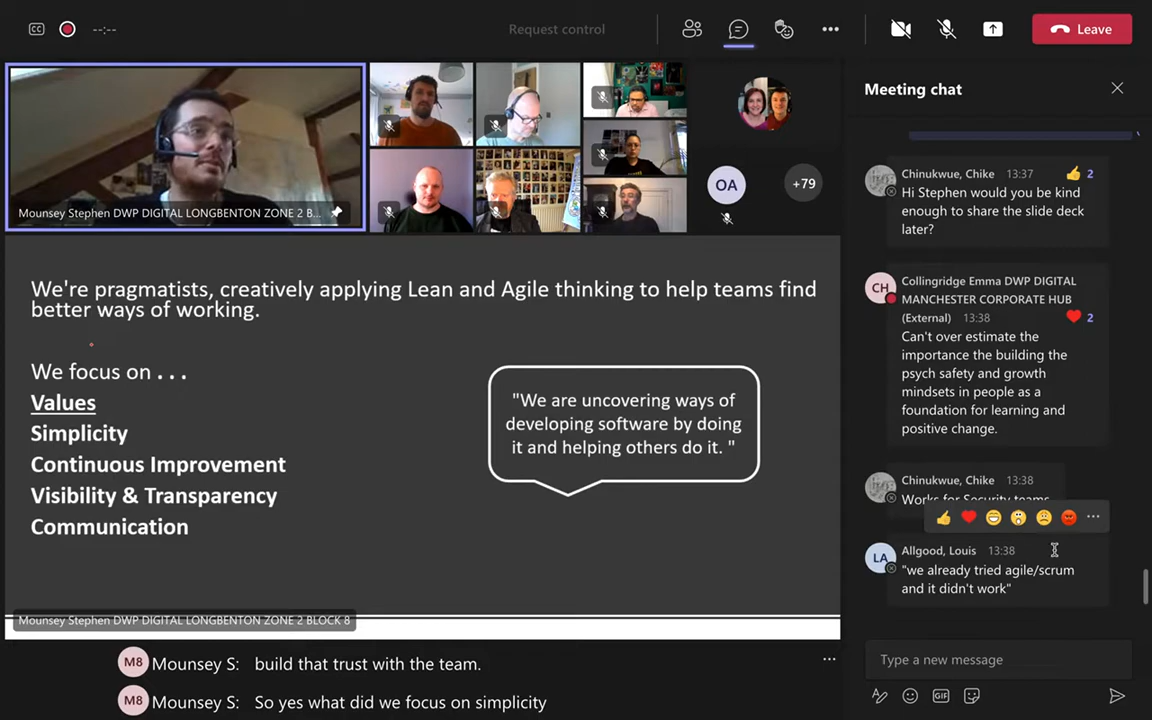 CC
--:--
Request control
Leave
Meeting chat
Mounsey Stephen DWP DIGITAL LONGBENTON ZONE 2 B...
OA
+79
Chinukwue, Chike 13:37 👍 2
Hi Stephen would you be kind
enough to share the slide deck
later?
We're pragmatists, creatively applying Lean and Agile thinking to help teams find
better ways of working.
We focus on . . .
Values
Simplicity
Continuous Improvement
Visibility & Transparency
Communication
"We are uncovering ways of
developing software by doing
it and helping others do it. "
CH
Collingridge Emma DWP DIGITAL
MANCHESTER CORPORATE HUB
(External) 13:38 ❤️ 2
Can't over estimate the
importance the building the
psych safety and growth
mindsets in people as a
foundation for learning and
positive change.
Chinukwue, Chike 13:38
Works for Security teams
LA
Allgood, Louis 13:38
"we already tried agile/scrum
and it didn't work"
Mounsey Stephen DWP DIGITAL LONGBENTON ZONE 2 BLOCK 8
M8 Mounsey S: build that trust with the team.
M8 Mounsey S: So yes what did we focus on simplicity
Type a new message
GIF